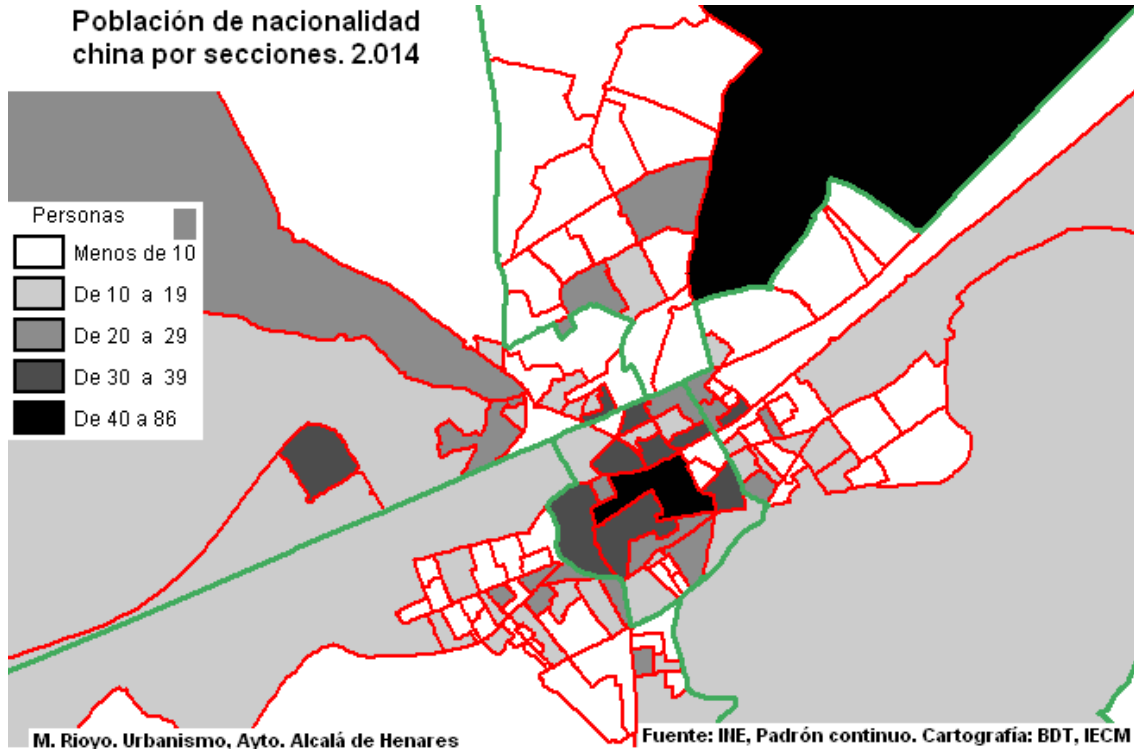 Población de nacionalidad
china por secciones. 2.014
Personas
Menos de 10
De 10 a 19
De 20 a 29
De 30 a 39
De 40 a 86
M. Rioyo. Urbanismo, Ayto. Alcalá de Henares
Fuente: INE, Padrón continuo. Cartografía: BDT, IECM